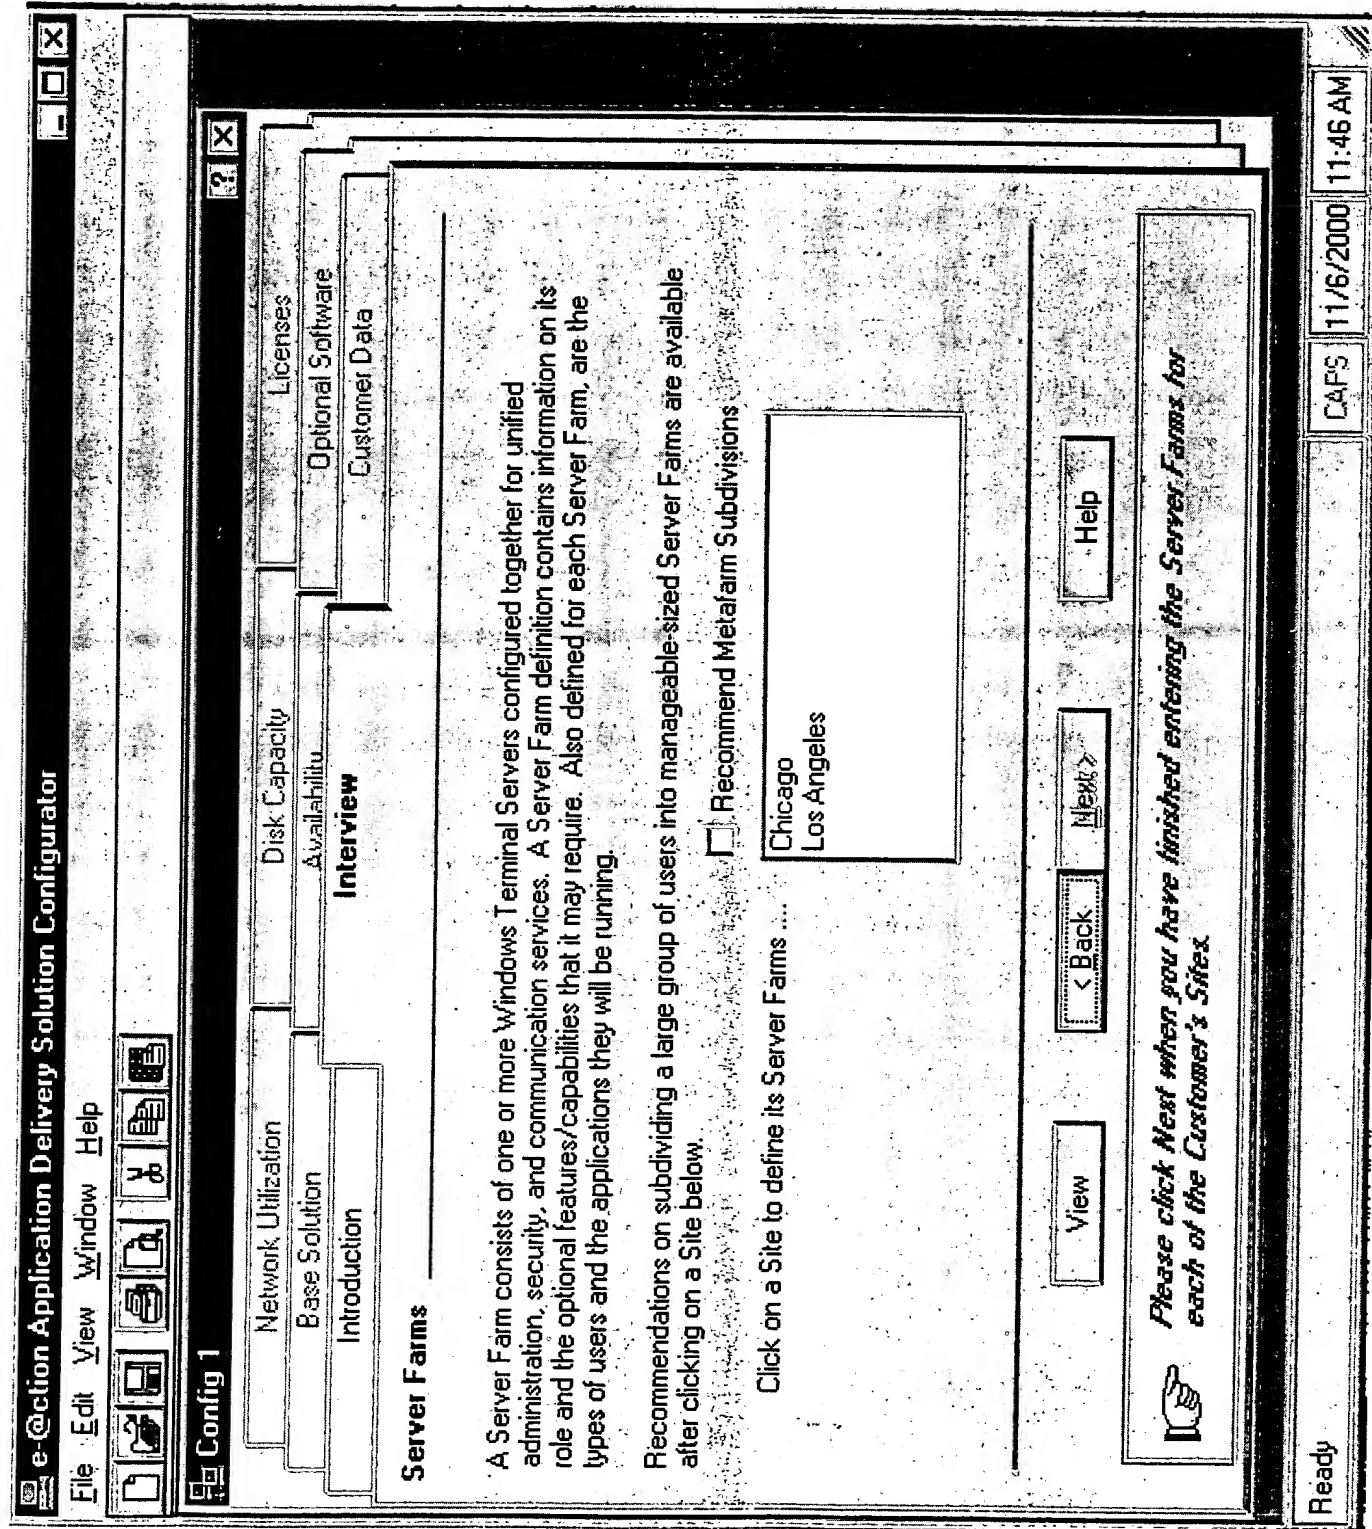 e-@ction Application Delivery Solution Configurator
File Edit View Window Help
Config 1
Network Utilization
Disk Capacity
Licenses
Base Solution
Availability
Optional Software
Introduction
Interview
Customer Data
Server Farms
A Server Farm consists of one or more Windows Terminal Servers configured together for unified
administration, security, and communication services. A Server Farm definition contains information on its
role and the optional features/capabilities that it may require. Also defined for each Server Farm, are the
types of users and the applications they will be running.
Recommendations on subdividing a large group of users into manageable-sized Server Farms are available
after clicking on a Site below.
Recommend Metafarm Subdivisions
Click on a Site to define its Server Farms ....
Chicago
Los Angeles
View
< Back
Next >
Help
Please click Next when you have finished entering the Server Farms for
each of the Customer's Sites.
Ready
CAPS
11/6/2000
11:46 AM